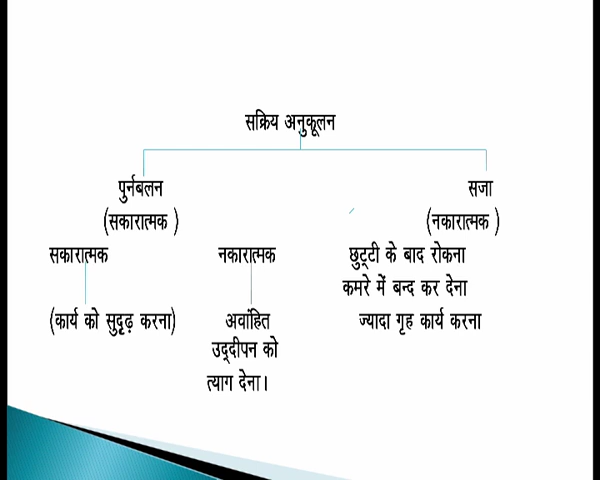 सक्रिय अनुकूलन
पुर्नबलन
(सकारात्मक )
सजा
(नकारात्मक )
सकारात्मक
(कार्य को सुदृढ़ करना)
नकारात्मक
अवांहित
उद्दीपन को
त्याग देना।
छुट्टी के बाद रोकना
कमरे में बन्द कर देना
ज्यादा गृह कार्य करना